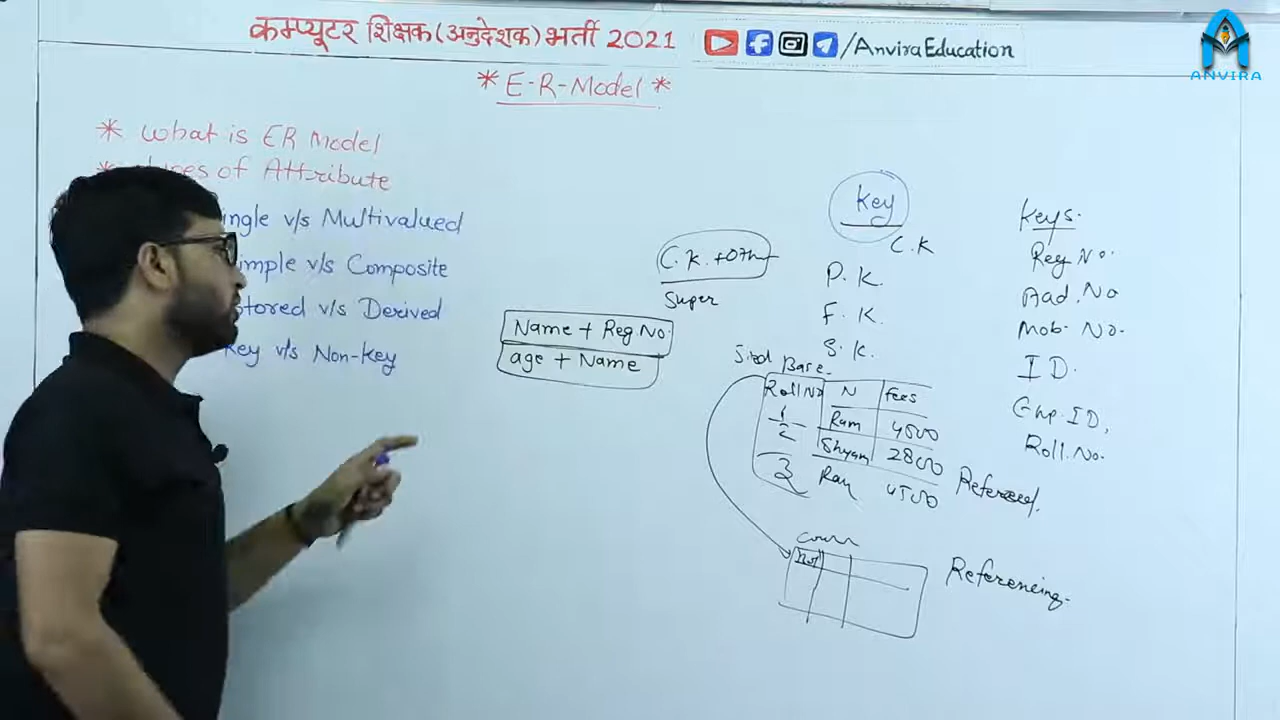 कम्प्यूटर शिक्षक (अनुदेशक) भर्ती 2021
/AnviraEducation
ANVIRA
* E-R-Model *
* What is ER Model
* of Attribute
ingle v/s Multivalued
imple v/s Composite
tored v/s Derived
Key v/s Non-Key
Name + Reg.No.
age + Name
C.K. + Oth
Super
Key
C.K
P.K.
F.K.
S.K.
Base
Roll No N Fees
1 Ram 4500
2 Shyam 2800
3 Ram 4500
Referenced.
Referencing.
Keys.
Reg No.
Aad. No
Mob. No.
ID.
Emp. ID,
Roll. No.